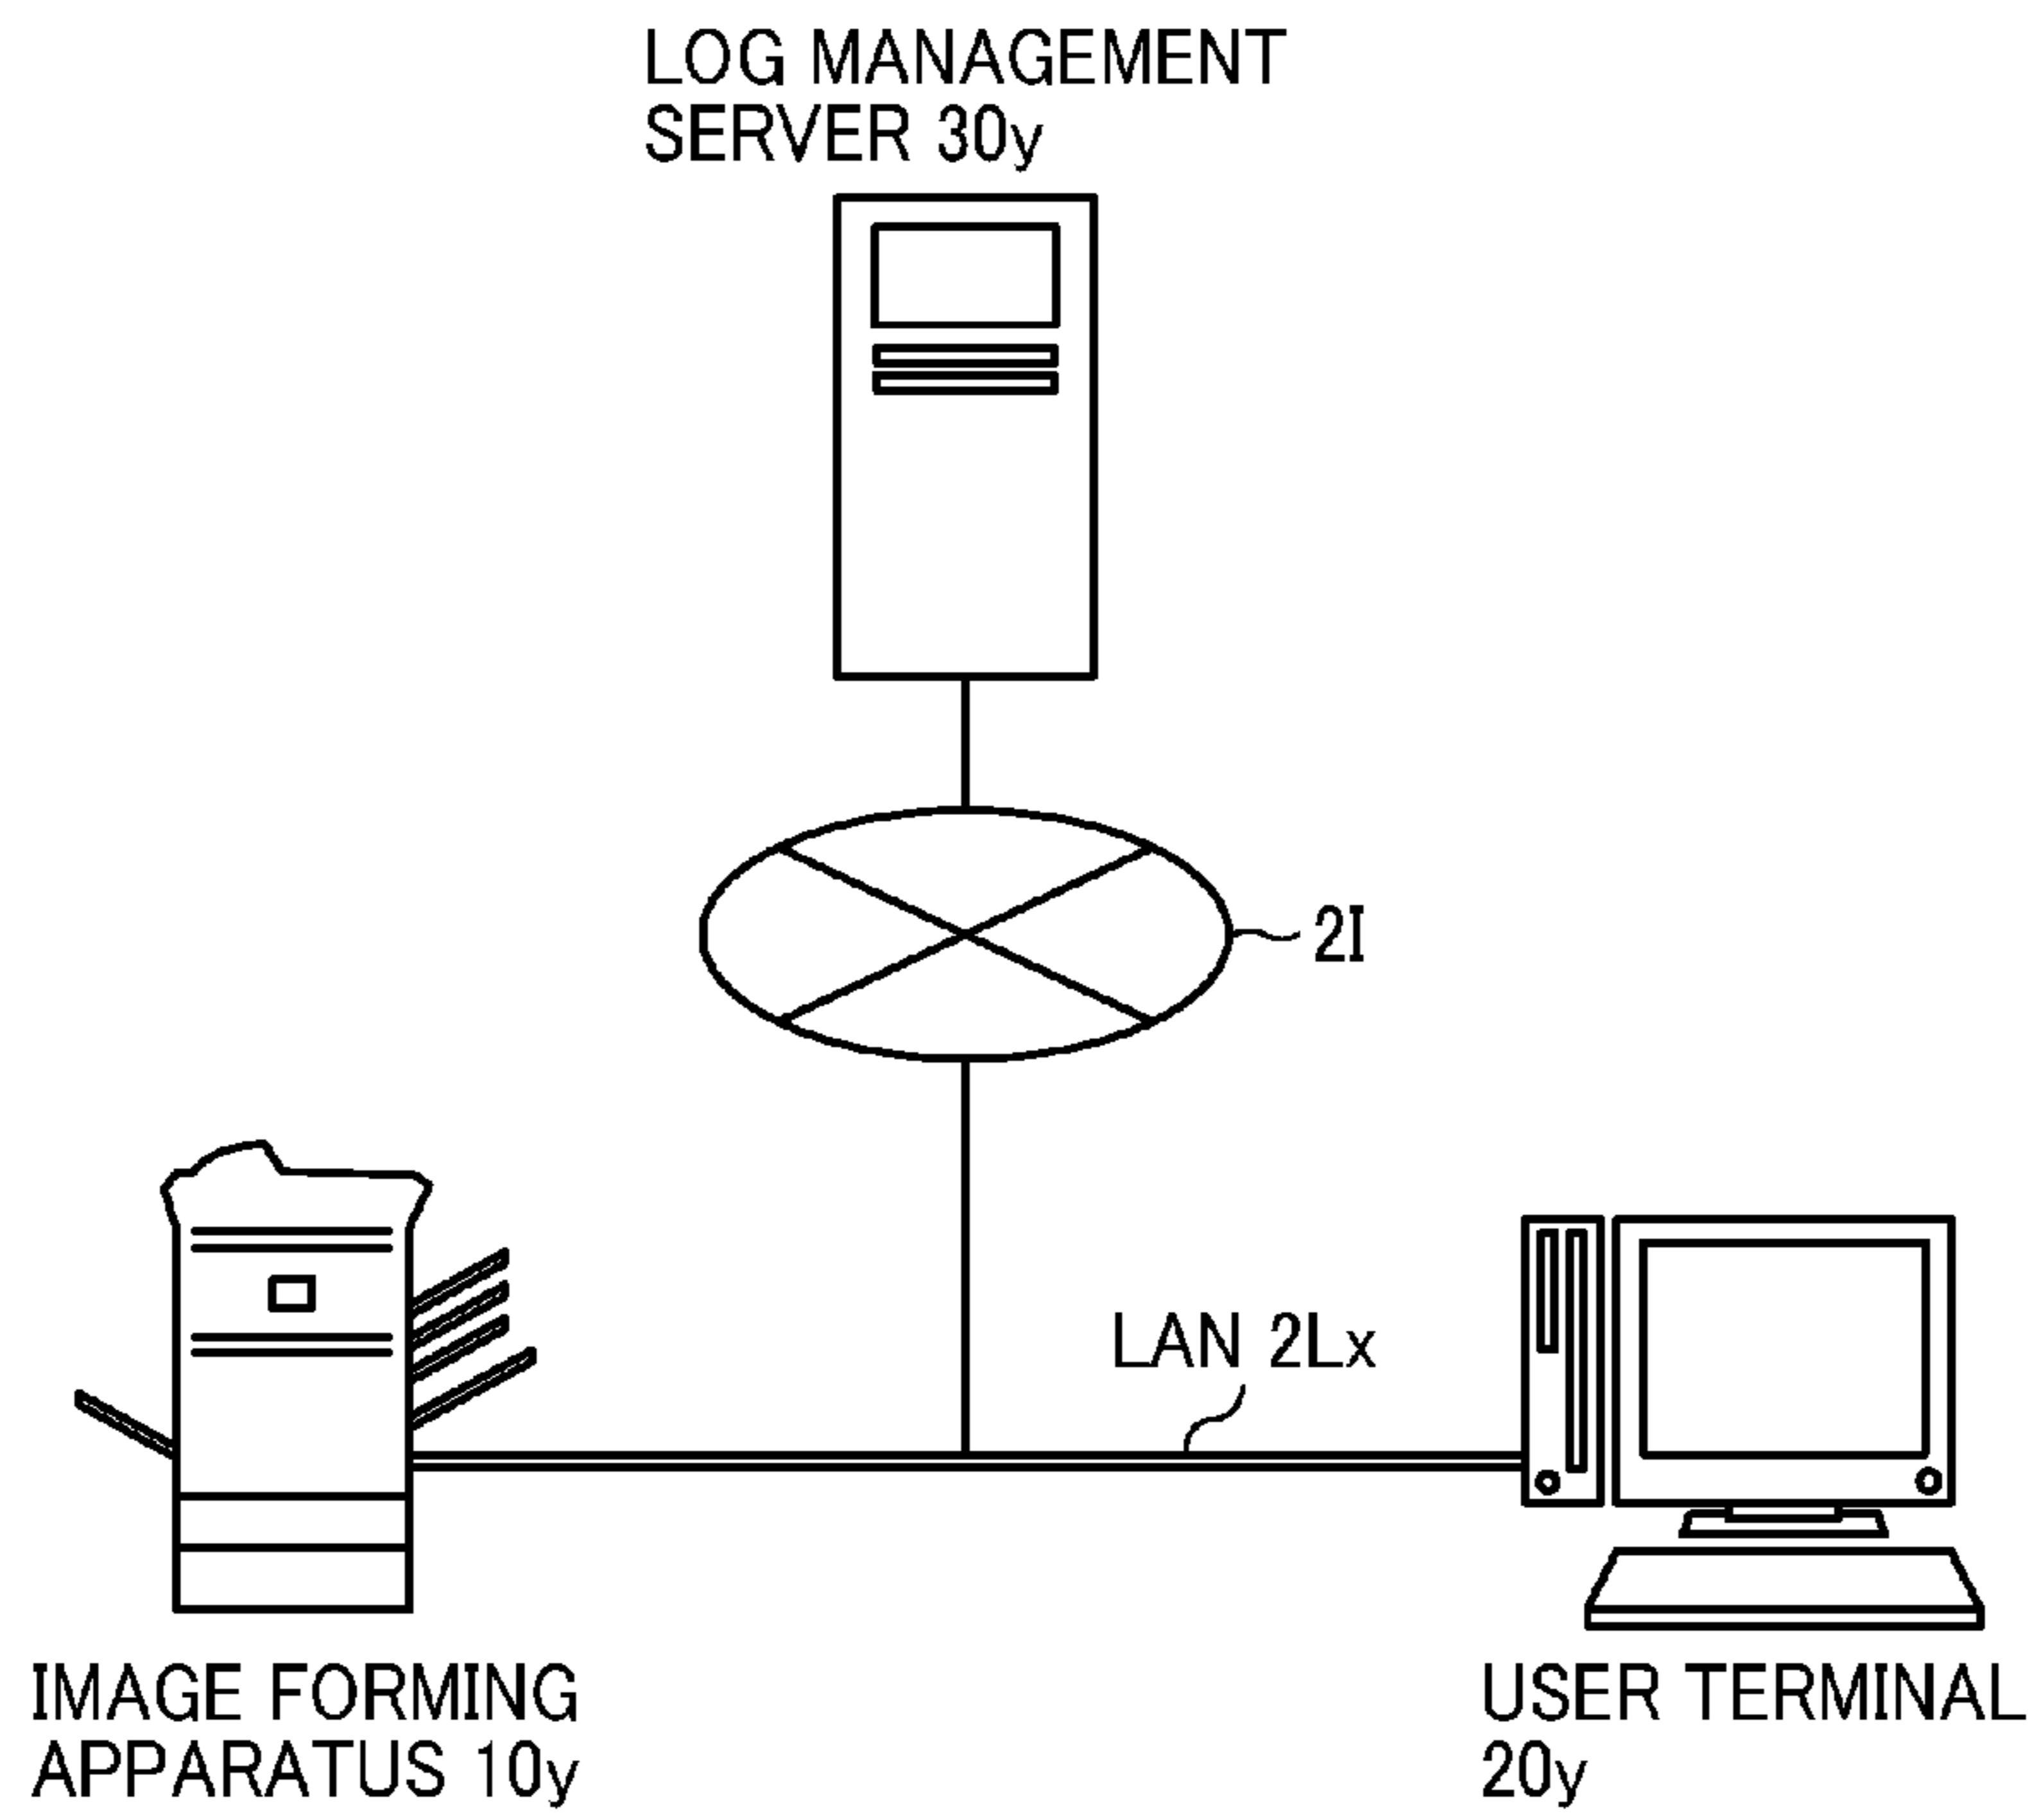 LOG MANAGEMENT
SERVER 30y
2I
LAN 2Lx
IMAGE FORMING
APPARATUS 10y
USER TERMINAL
20y